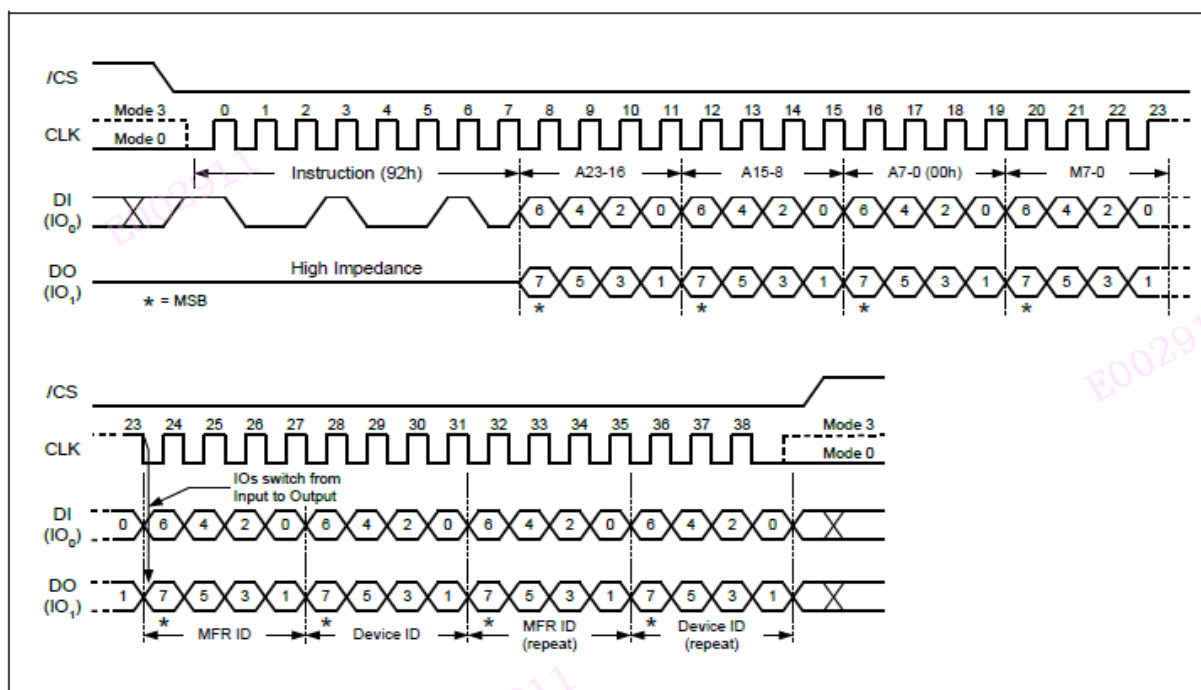 /CS
Mode 3 0 1 2 3 4 5 6 7 8 9 10 11 12 13 14 15 16 17 18 19 20 21 22 23
CLK Mode 0
Instruction (92h) A23-16 A15-8 A7-0 (00h) M7-0
DI
(IO0) 6 4 2 0 6 4 2 0 6 4 2 0 6 4 2 0
High Impedance
DO
(IO1) 7 5 3 1 7 5 3 1 7 5 3 1 7 5 3 1
* = MSB * * * *
E002911
E002911
/CS
23 24 25 26 27 28 29 30 31 32 33 34 35 36 37 38 Mode 3
CLK Mode 0
IOs switch from
Input to Output
DI
(IO0) 0 6 4 2 0 6 4 2 0 6 4 2 0 6 4 2 0
DO
(IO1) 1 7 5 3 1 7 5 3 1 7 5 3 1 7 5 3 1
* * * *
MFR ID Device ID MFR ID Device ID
(repeat) (repeat)